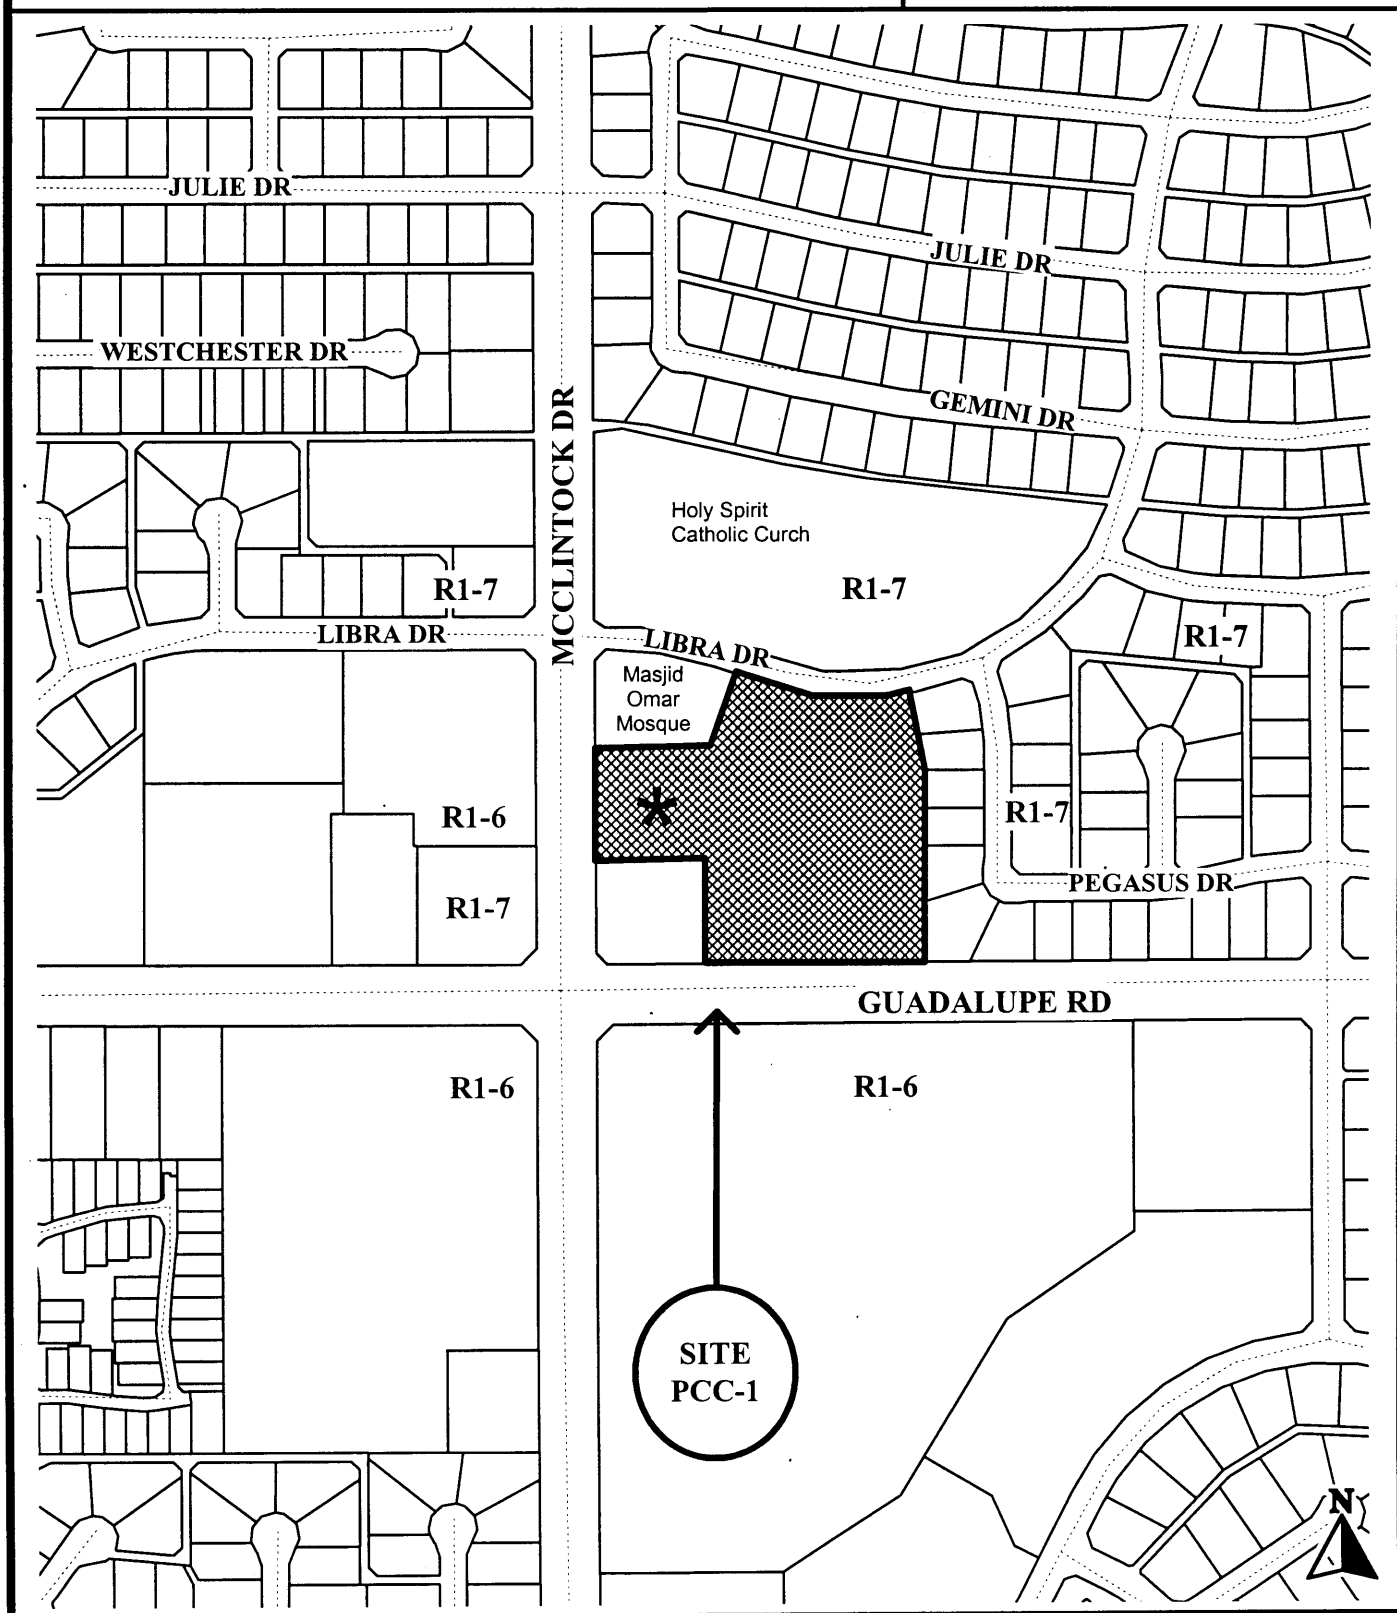 JULIE DR
JULIE DR
WESTCHESTER DR
GEMINI DR
MCCLINTOCK DR
Holy Spirit
Catholic Curch
R1-7
R1-7
LIBRA DR
LIBRA DR
R1-7
Masjid
Omar
Mosque
*
R1-6
R1-7
R1-7
PEGASUS DR
GUADALUPE RD
R1-6
R1-6
SITE
PCC-1
N